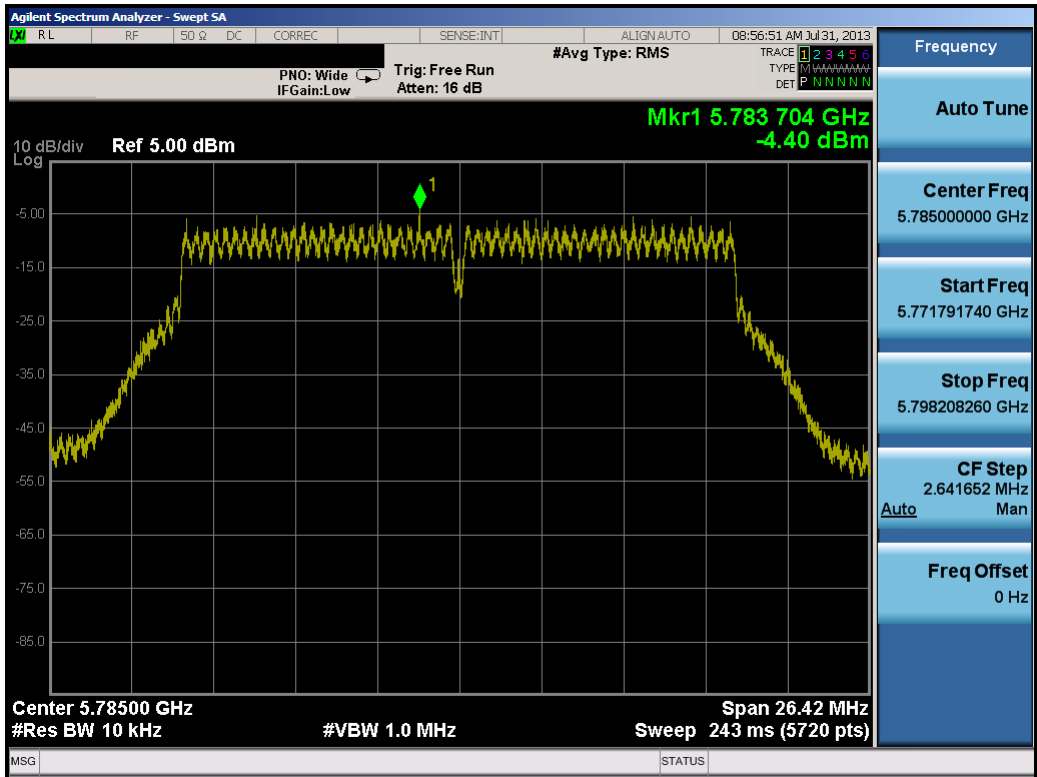 Agilent Spectrum Analyzer - Swept SA
LXI RL RF 50 Ω DC CORREC SENSE:INT ALIGNAUTO 08:56:51 AM Jul 31, 2013
PNO: Wide
IFGain:Low
Trig: Free Run
Atten: 16 dB
#Avg Type: RMS
TRACE 1 2 3 4 5 6
TYPE M W W W W W
DET P N N N N N
Mkr1 5.783 704 GHz
-4.40 dBm
10 dB/div
Log
Ref 5.00 dBm
1
-5.00
-15.0
-25.0
-35.0
-45.0
-55.0
-65.0
-75.0
-85.0
Center 5.78500 GHz
#Res BW 10 kHz
#VBW 1.0 MHz
Span 26.42 MHz
Sweep 243 ms (5720 pts)
MSG
STATUS
Frequency
Auto Tune
Center Freq
5.785000000 GHz
Start Freq
5.771791740 GHz
Stop Freq
5.798208260 GHz
CF Step
2.641652 MHz
Auto Man
Freq Offset
0 Hz